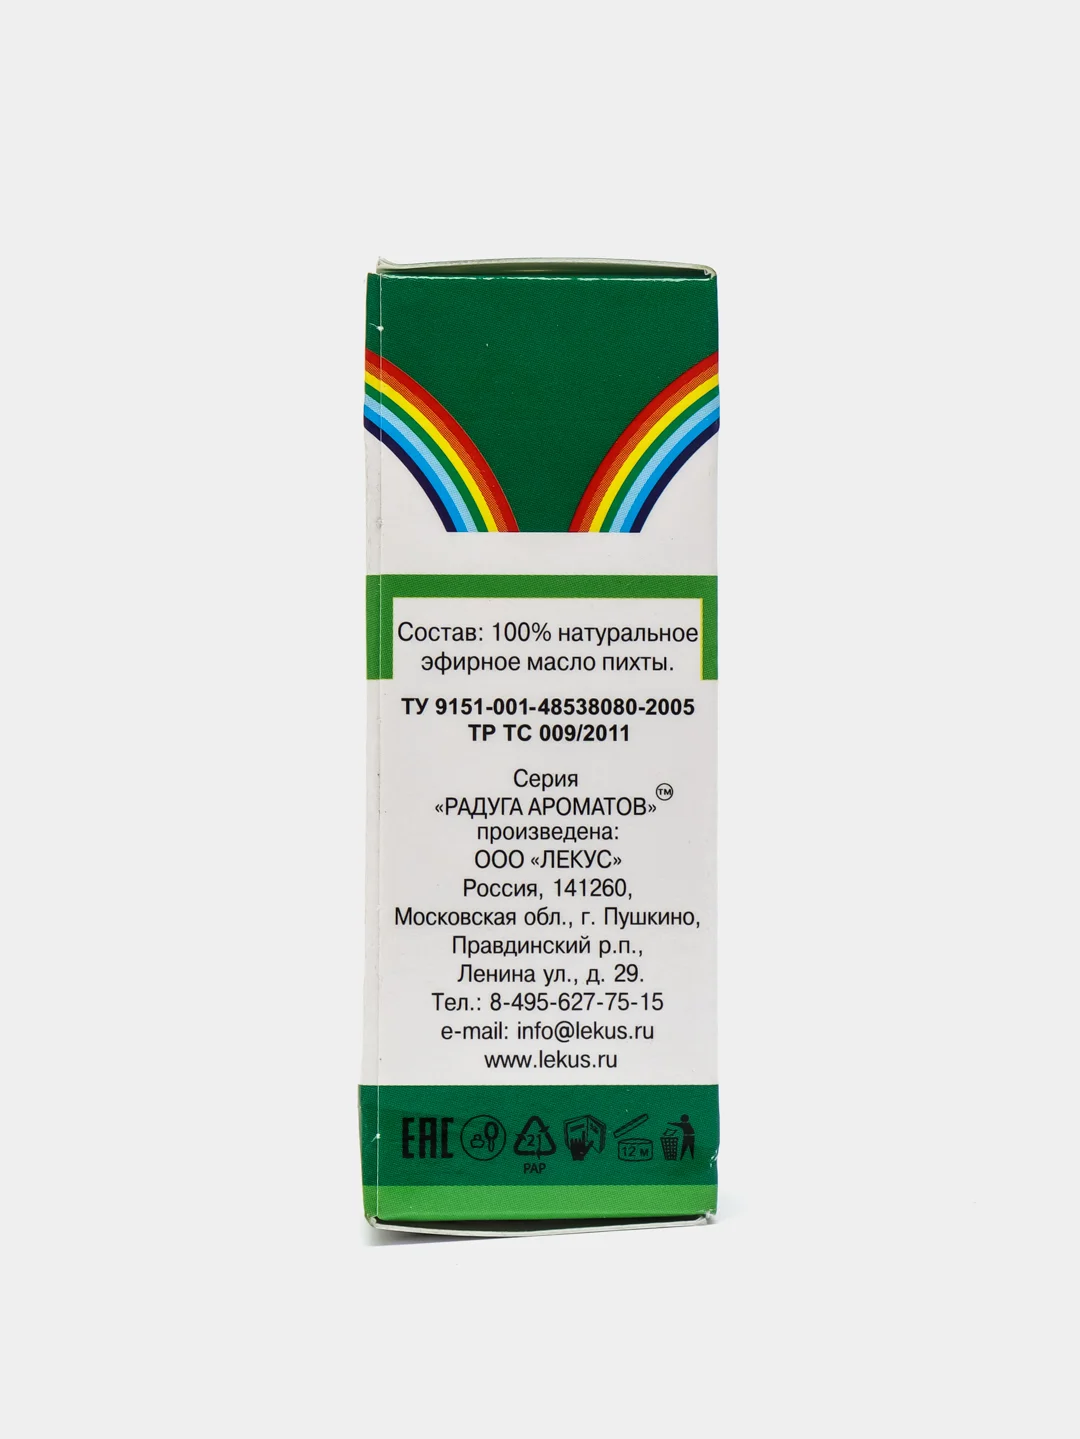 Состав: 100% натуральное
эфирное масло пихты.
ТУ 9151-001-48538080-2005
ТР ТС 009/2011
Серия
«РАДУГА АРОМАТОВ»™
произведена:
ООО «ЛЕКУС»
Россия, 141260,
Московская обл., г. Пушкино,
Правдинский р.п.,
Ленина ул., д. 29.
Тел.: 8-495-627-75-15
e-mail: info@lekus.ru
www.lekus.ru
EAC 21 12 м
PAP